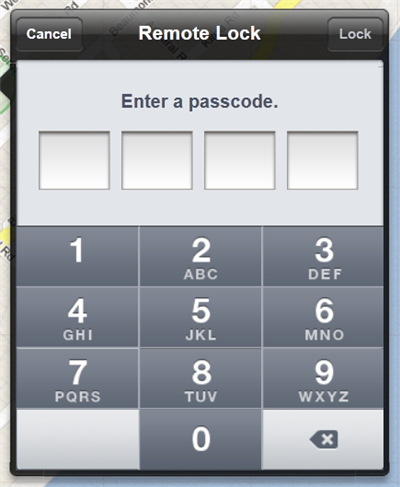 Cancel Remote Lock Lock
Enter a passcode.
1 2 3
ABC DEF
4 5 6
GHI JKL MNO
7 8 9
PQRS TUV WXYZ
0